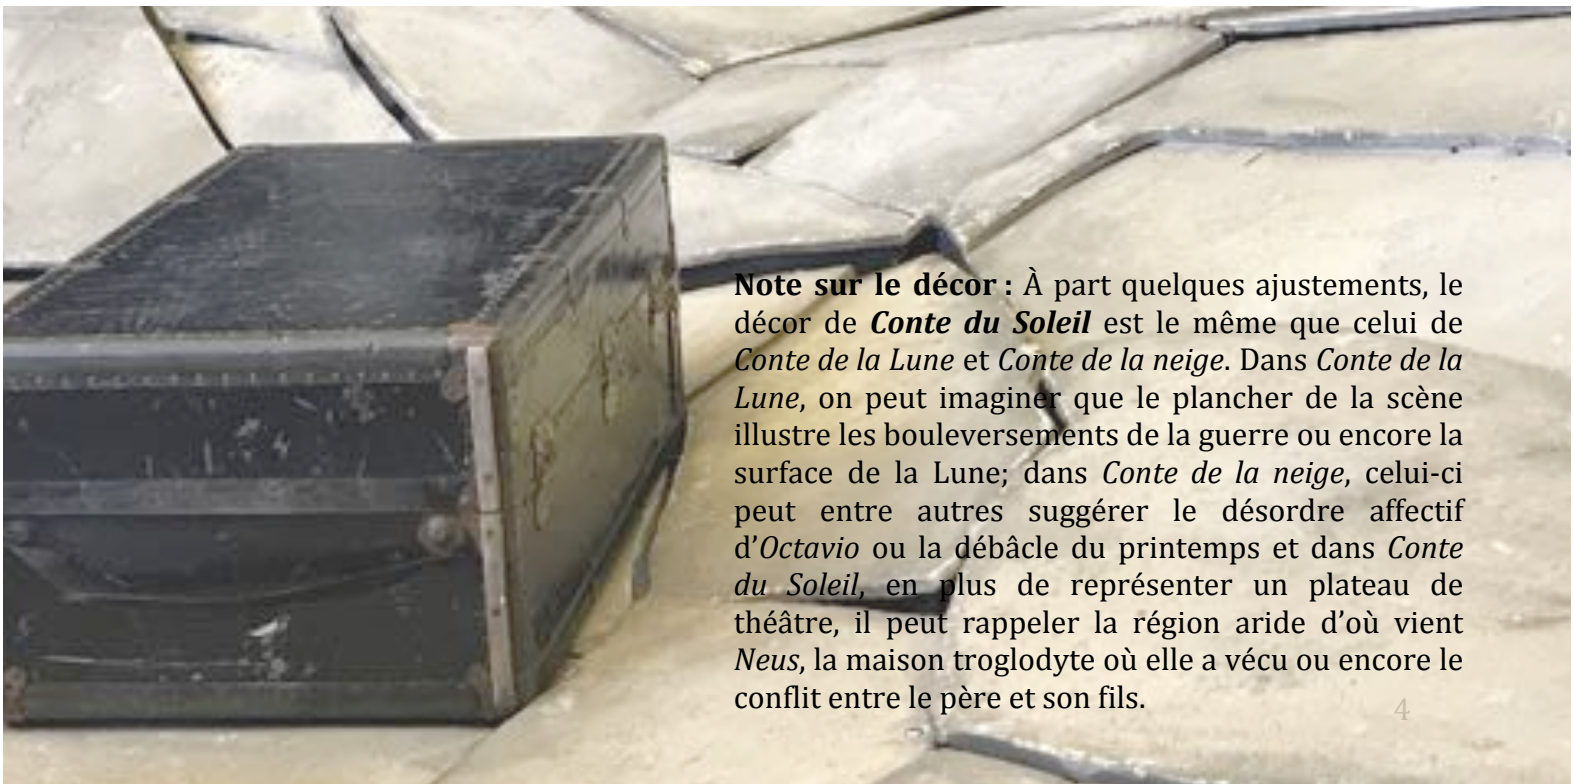 Note sur le décor : À part quelques ajustements, le
décor de Conte du Soleil est le même que celui de
Conte de la Lune et Conte de la neige. Dans Conte de la
Lune, on peut imaginer que le plancher de la scène
illustre les bouleversements de la guerre ou encore la
surface de la Lune; dans Conte de la neige, celui-ci
peut entre autres suggérer le désordre affectif
d’Octavio ou la débâcle du printemps et dans Conte
du Soleil, en plus de représenter un plateau de
théâtre, il peut rappeler la région aride d’où vient
Neus, la maison troglodyte où elle a vécu ou encore le
conflit entre le père et son fils.
4